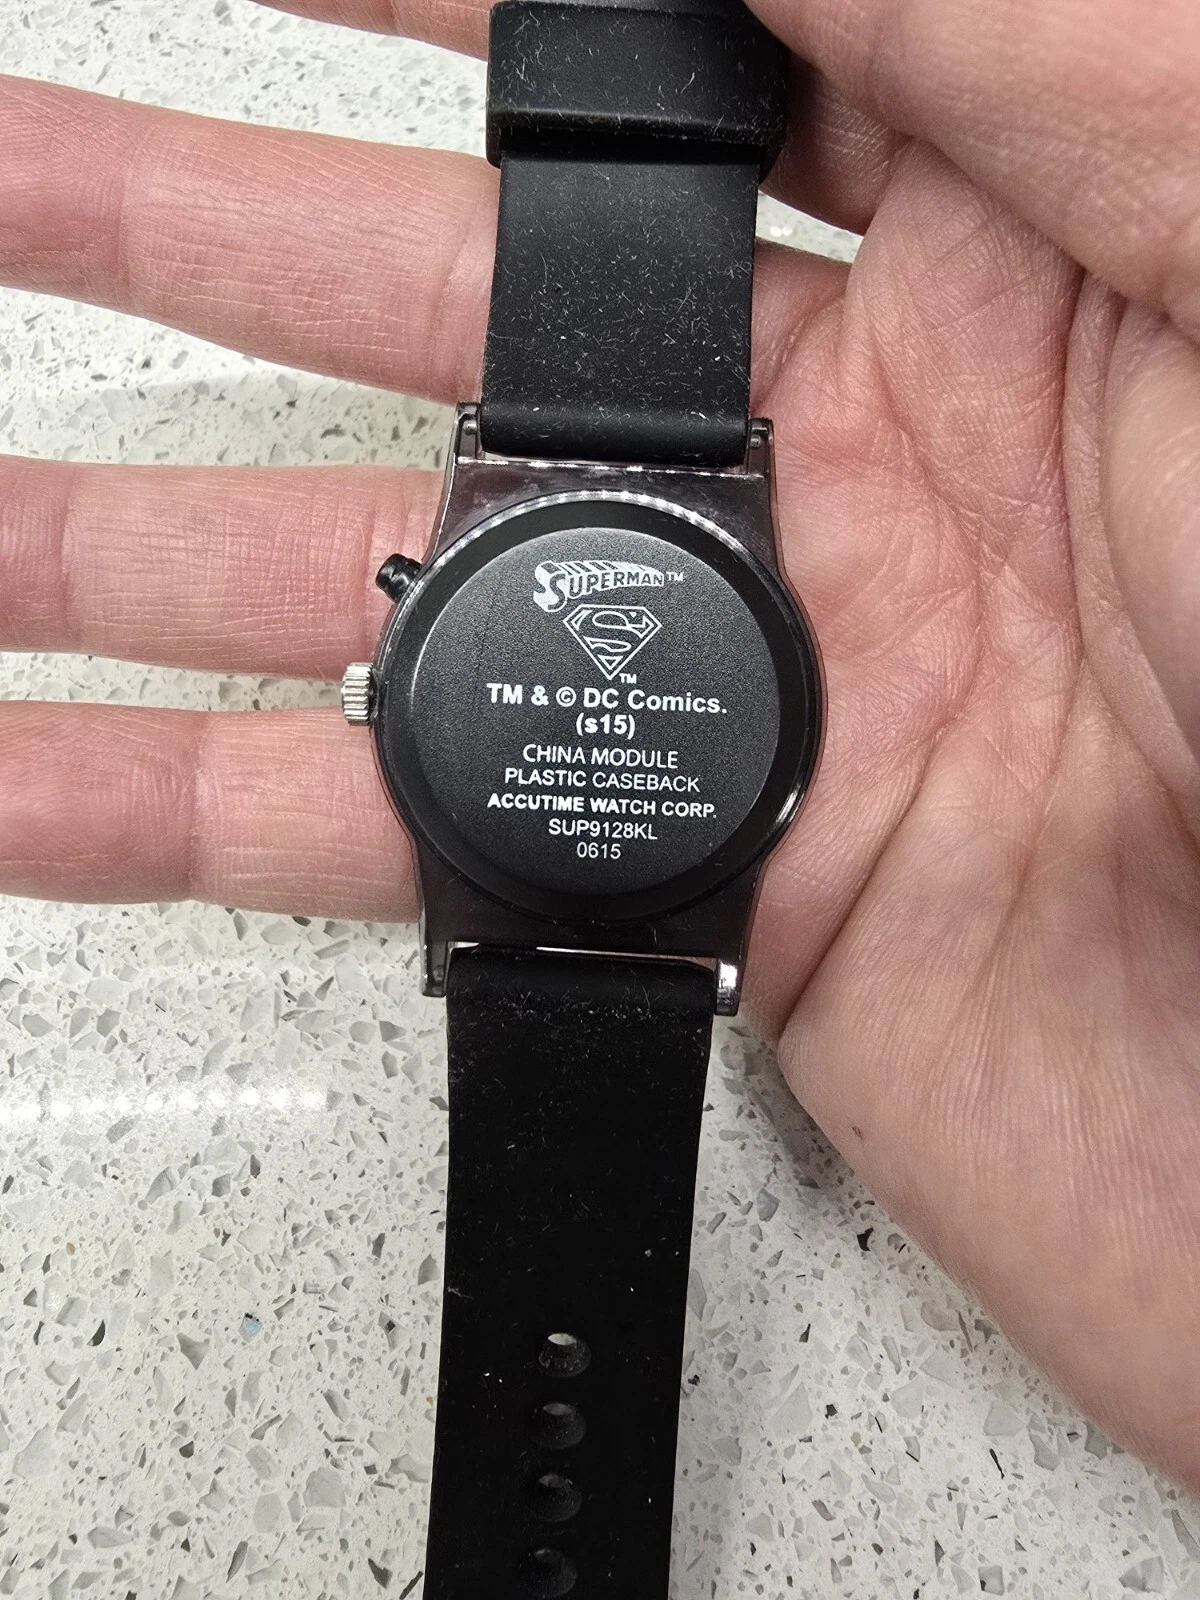 SUPERMAN™
S
™
TM & © DC Comics.
(s15)
CHINA MODULE
PLASTIC CASEBACK
ACCUTIME WATCH CORP.
SUP9128KL
0615